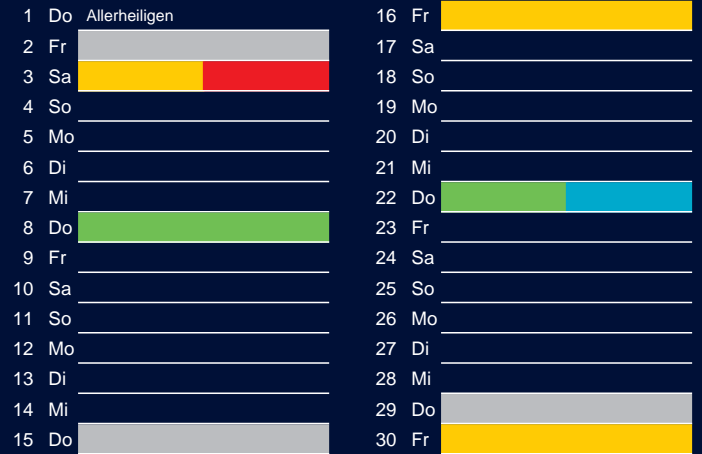 1 Do Allerheiligen
2 Fr
3 Sa
4 So
5 Mo
6 Di
7 Mi
8 Do
9 Fr
10 Sa
11 So
12 Mo
13 Di
14 Mi
15 Do
16 Fr
17 Sa
18 So
19 Mo
20 Di
21 Mi
22 Do
23 Fr
24 Sa
25 So
26 Mo
27 Di
28 Mi
29 Do
30 Fr